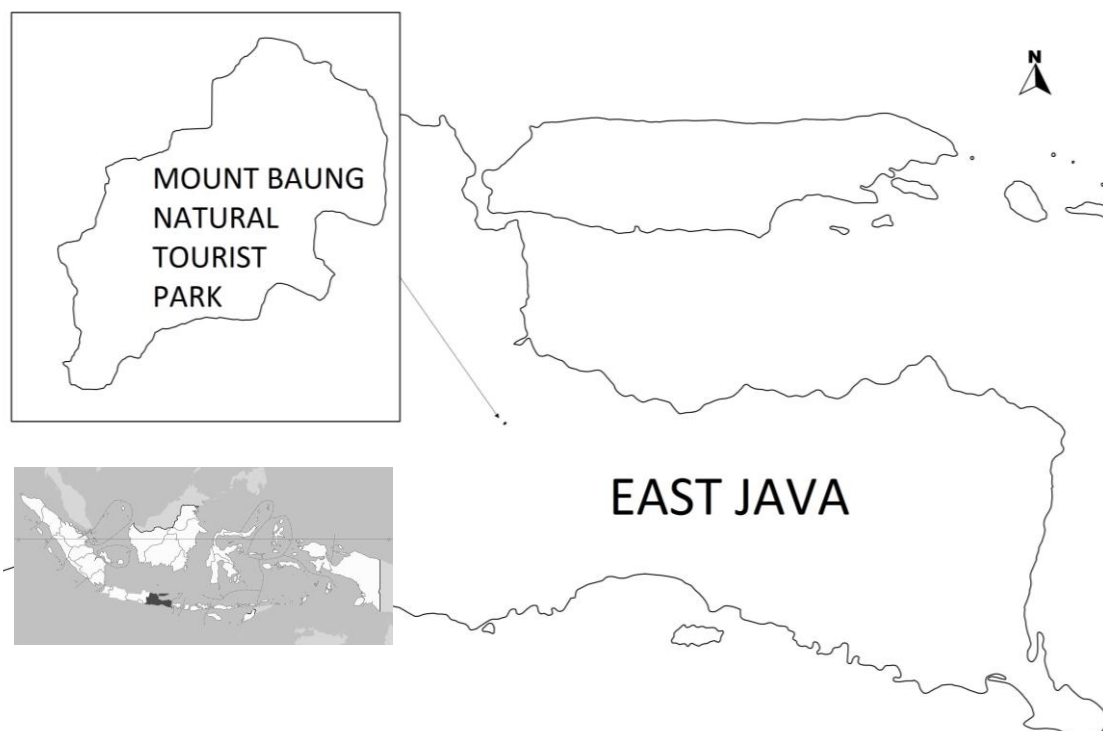 MOUNT BAUNG
NATURAL
TOURIST
PARK
N
EAST JAVA